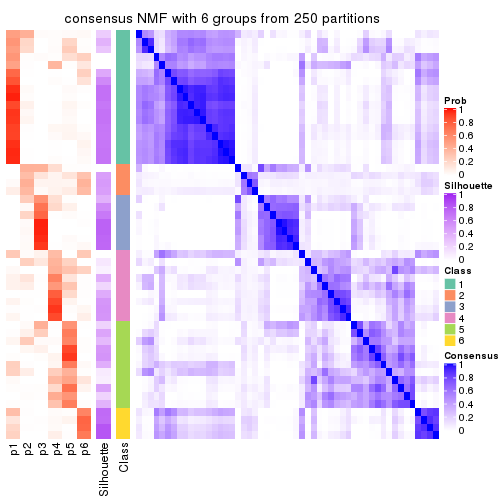 consensus NMF with 6 groups from 250 partitions
Prob
1
0.8
0.6
0.4
0.2
0
Silhouette
1
0.8
0.6
0.4
0.2
0
Class
1
2
3
4
5
6
Consensus
1
0.8
0.6
0.4
0.2
0
p1
p2
p3
p4
p5
p6
Silhouette
Class